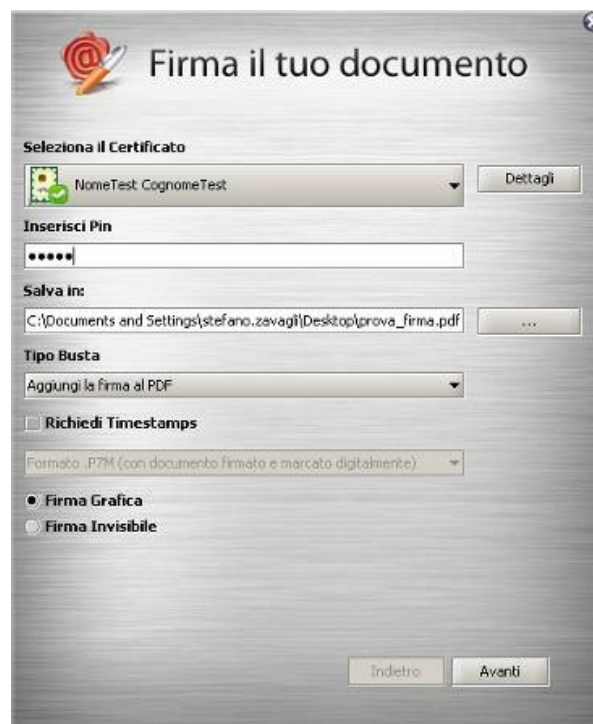 Firma il tuo documento
Seleziona il Certificato
NomeTest CognomeTest
Dettagli
Inserisci Pin
•••••
Salva in:
C:\Documents and Settings\stefano.zavagli\Desktop\prova_firma.pdf
...
Tipo Busta
Aggiungi la firma al PDF
Richiedi Timestamps
Formato .P7M (con documento firmato e marcato digitalmente)
Firma Grafica
Firma Invisibile
Indietro
Avanti